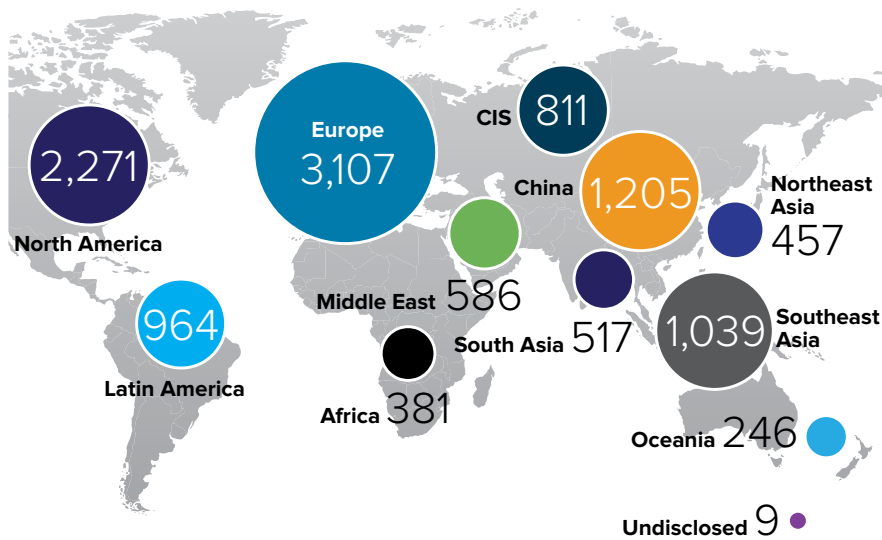 2,271
North America
964
Latin America
Europe
3,107
Middle East 586
Africa 381
CIS 811
China 1,205
South Asia 517
Northeast
Asia
457
1,039 Southeast
Asia
Oceania 246
Undisclosed 9